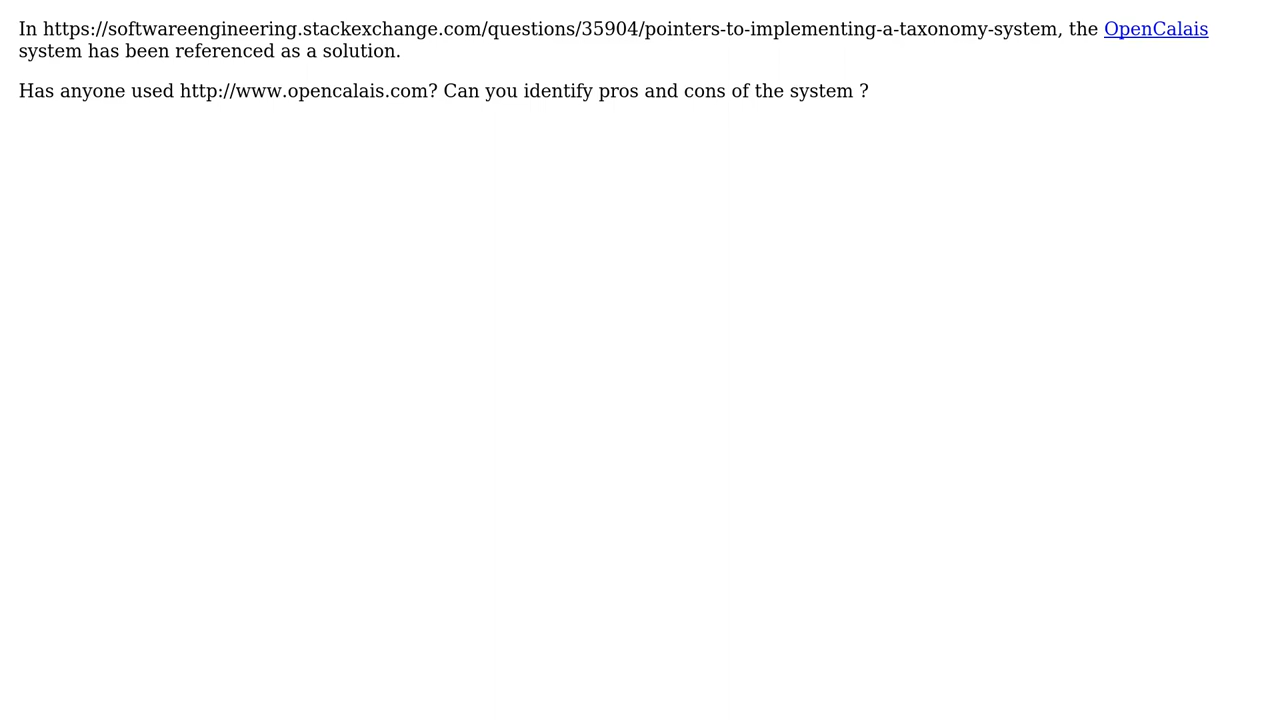 In https://softwareengineering.stackexchange.com/questions/35904/pointers-to-implementing-a-taxonomy-system, the OpenCalais
system has been referenced as a solution.
Has anyone used http://www.opencalais.com? Can you identify pros and cons of the system ?